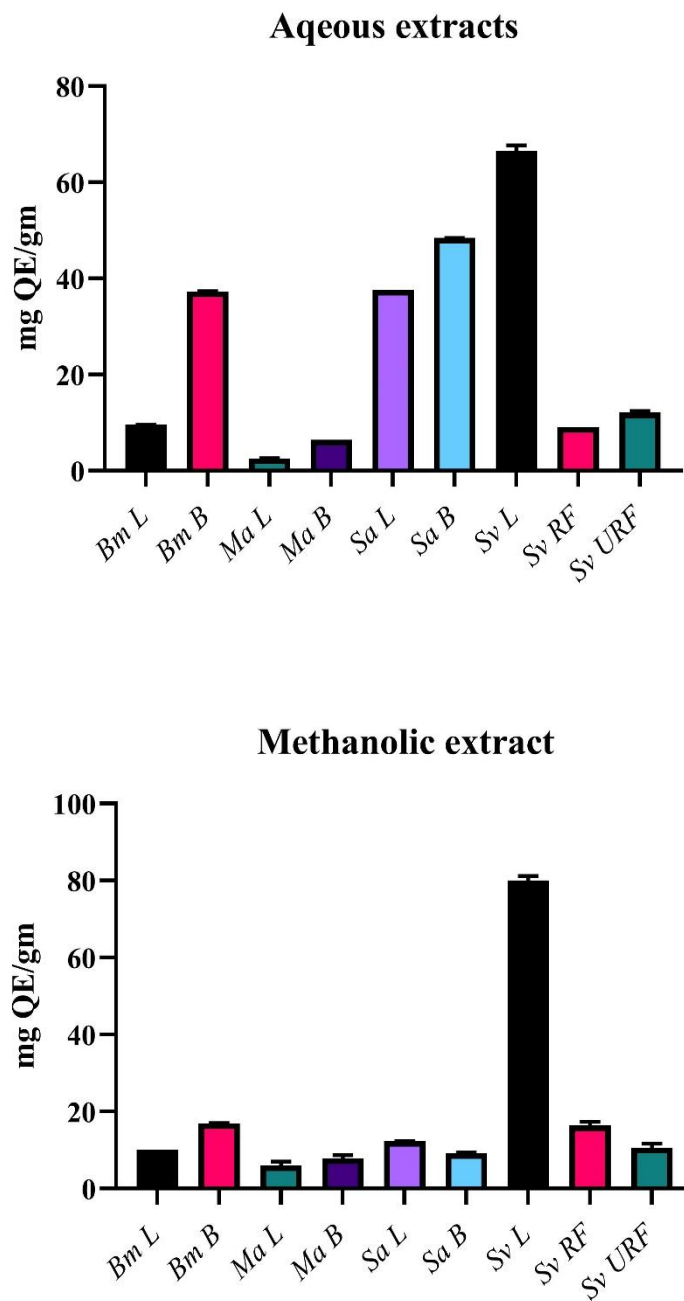 Aqeous extracts
mg QE/gm
80
60
40
20
0
Bm L
Bm B
Ma L
Ma B
Sa L
Sa B
Sv L
Sv RF
Sv URF
Methanolic extract
mg QE/gm
100
80
60
40
20
0
Bm L
Bm B
Ma L
Ma B
Sa L
Sa B
Sv L
Sv RF
Sv URF